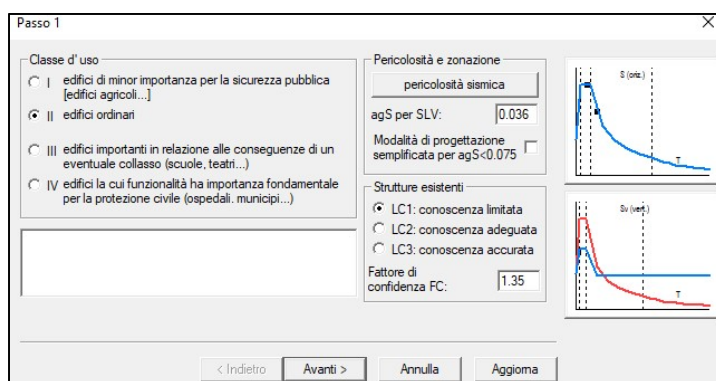 Passo 1
Classe d' uso
I edifici di minor importanza per la sicurezza pubblica
[edifici agricoli...]
II edifici ordinari
III edifici importanti in relazione alle conseguenze di un
eventuale collasso (scuole, teatri...)
IV edifici la cui funzionalità ha importanza fondamentale
per la protezione civile (ospedali. municipi...)
Pericolosità e zonazione
pericolosità sismica
agS per SLV: 0.036
Modalità di progettazione
semplificata per agS<0.075
Strutture esistenti
LC1: conoscenza limitata
LC2: conoscenza adeguata
LC3: conoscenza accurata
Fattore di
confidenza FC: 1.35
S (oriz.)
T
Sv (vert.)
T
< Indietro
Avanti >
Annulla
Aggiorna